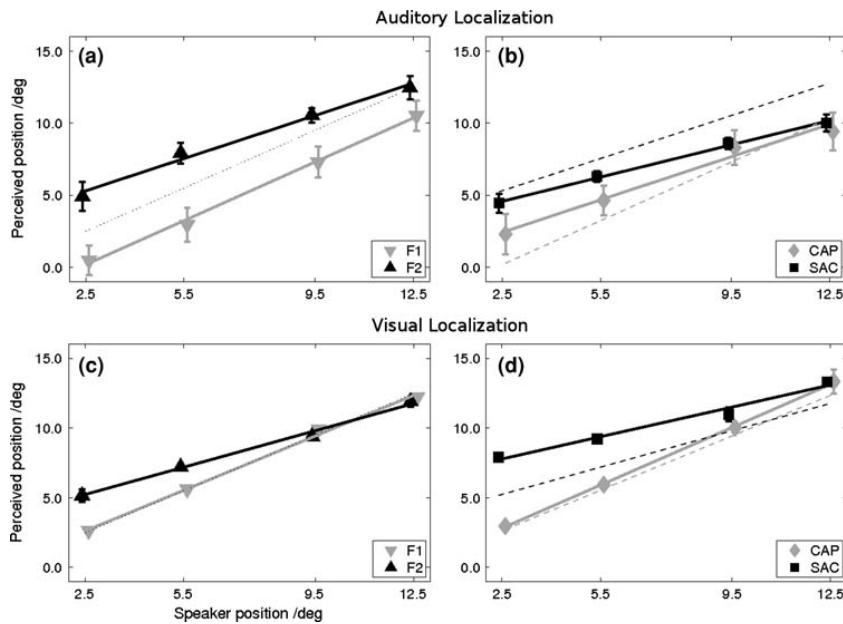 Auditory Localization
(a)
(b)
Perceived position /deg
15.0
10.0
5.0
0.0
2.5 5.5 9.5 12.5
F1
F2
15.0
10.0
5.0
0.0
2.5 5.5 9.5 12.5
CAP
SAC
Visual Localization
(c)
(d)
Perceived position /deg
15.0
10.0
5.0
0.0
2.5 5.5 9.5 12.5
Speaker position /deg
F1
F2
15.0
10.0
5.0
0.0
2.5 5.5 9.5 12.5
CAP
SAC